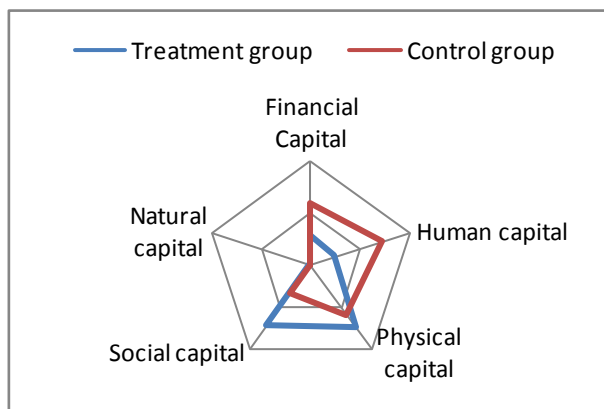 Treatment group
Control group
Financial
Capital
Human capital
Physical
capital
Social capital
Natural
capital